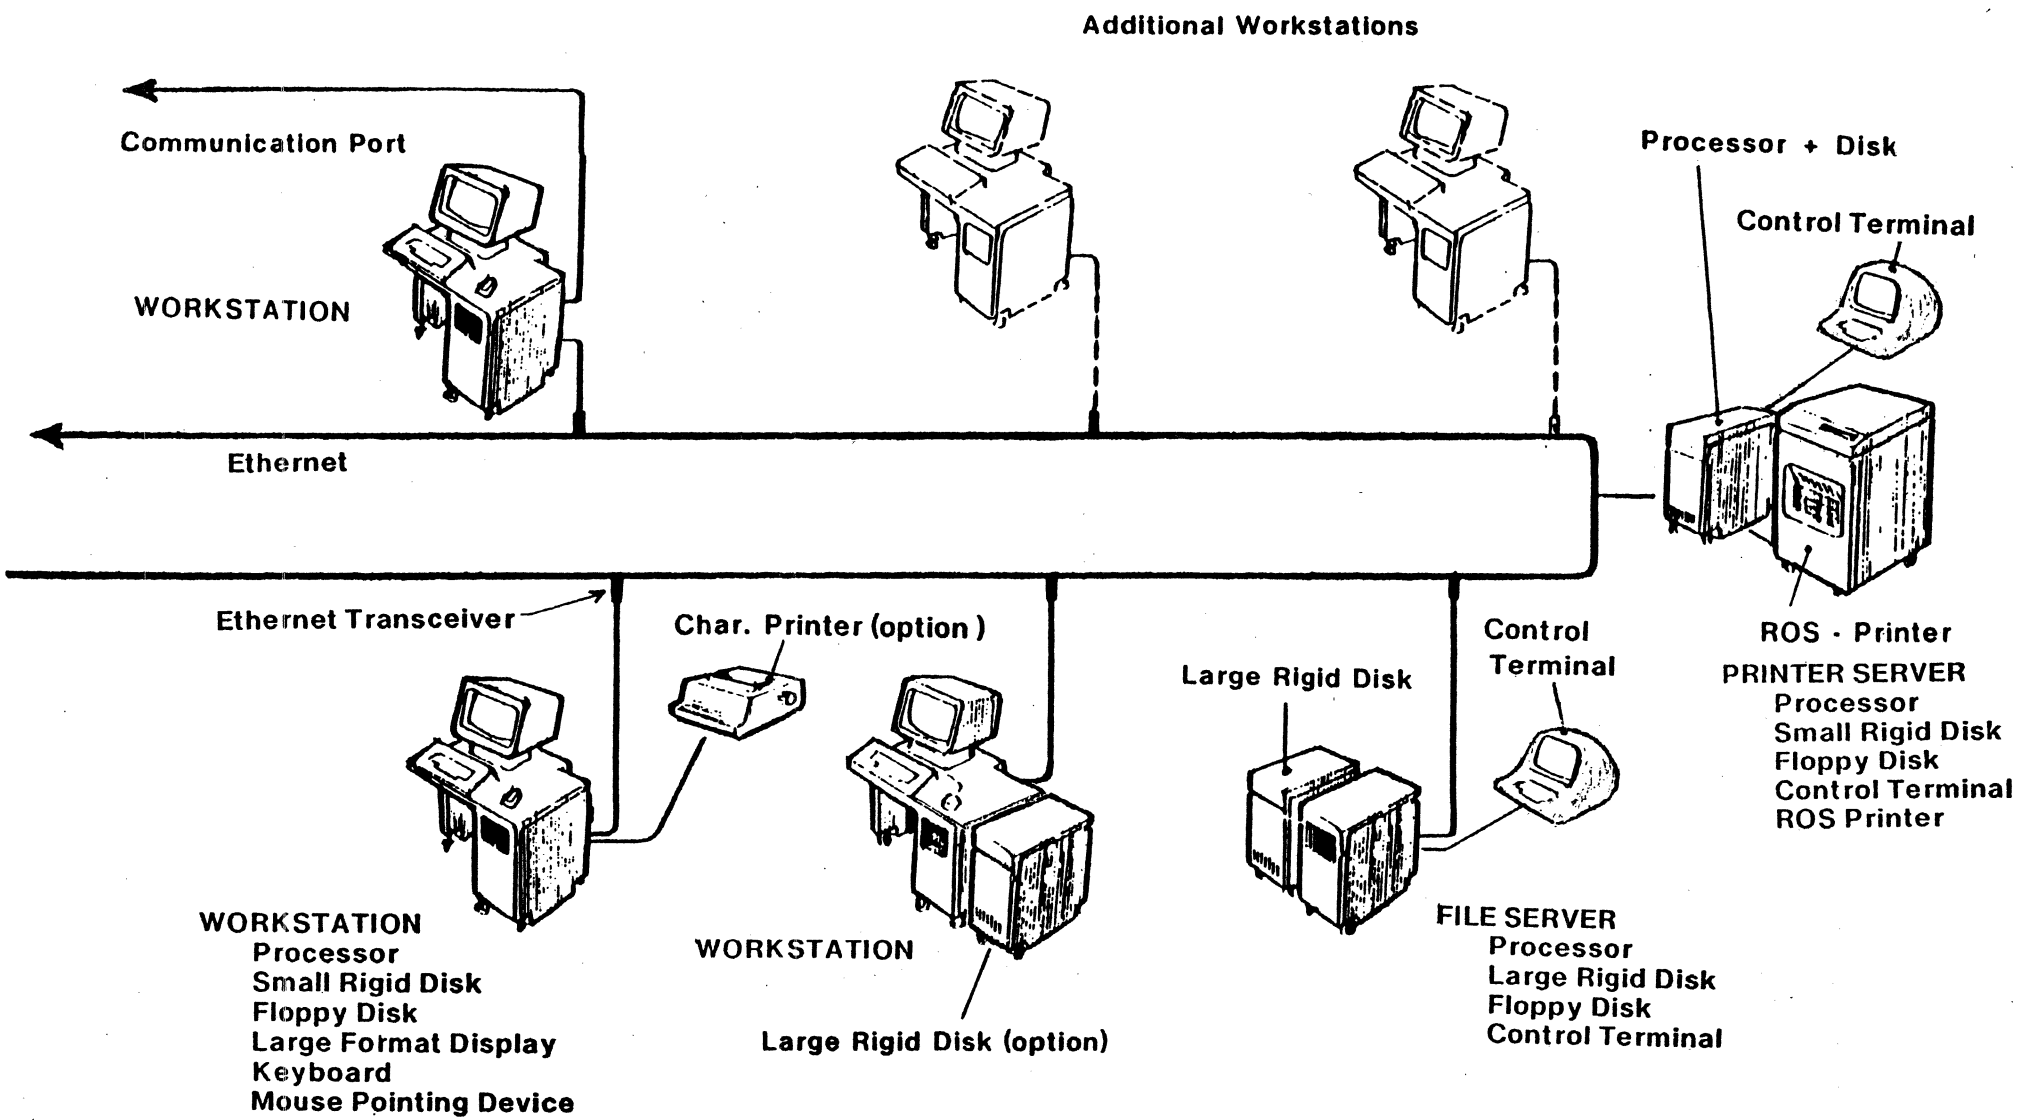 Additional Workstations
Communication Port
Processor + Disk
Control Terminal
WORKSTATION
Ethernet
Ethernet Transceiver
Char. Printer (option)
Control
Terminal
Large Rigid Disk
ROS - Printer
PRINTER SERVER
Processor
Small Rigid Disk
Floppy Disk
Control Terminal
ROS Printer
WORKSTATION
Processor
Small Rigid Disk
Floppy Disk
Large Format Display
Keyboard
Mouse Pointing Device
WORKSTATION
Large Rigid Disk (option)
FILE SERVER
Processor
Large Rigid Disk
Floppy Disk
Control Terminal